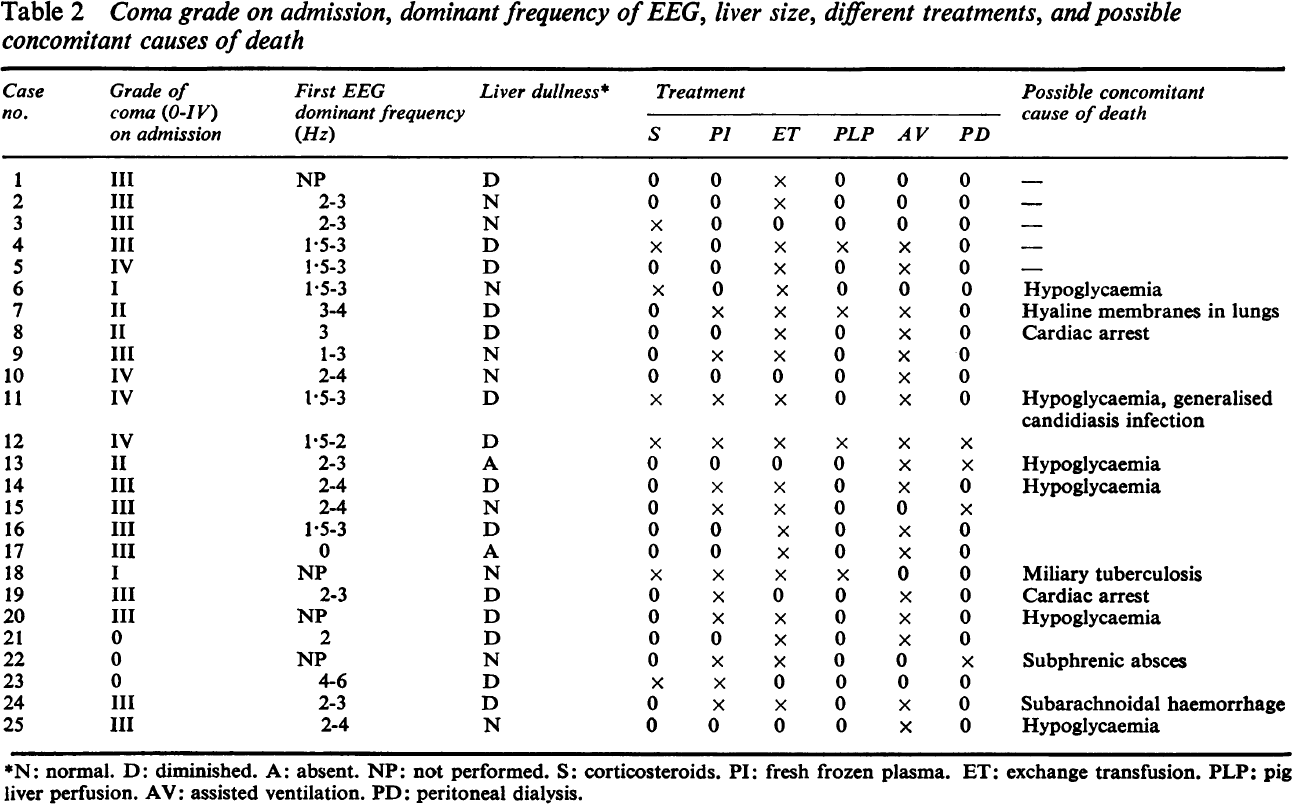 Table 2 Coma grade on admission, dominant frequency of EEG, liver size, different treatments, and possible
concomitant causes of death
Case Grade of First EEG Liver dullness* Treatment Possible concomitant
no. coma (0-IV) dominant frequency cause of death
on admission (Hz) S PI ET PLP AV PD
1 III NP D 0 0 × 0 0 0 —
2 III 2-3 N 0 0 × 0 0 0 —
3 III 2-3 N × 0 0 0 0 0 —
4 III 1·5-3 D × 0 × × × 0 —
5 IV 1·5-3 D 0 0 × 0 × 0 —
6 I 1·5-3 N × 0 × 0 0 0 Hypoglycaemia
7 II 3-4 D 0 × × × × 0 Hyaline membranes in lungs
8 II 3 D 0 0 × 0 × 0 Cardiac arrest
9 III 1-3 N 0 × × 0 × 0
10 IV 2-4 N 0 0 0 0 × 0
11 IV 1·5-3 D × × × 0 × 0 Hypoglycaemia, generalised
candidiasis infection
12 IV 1·5-2 D × × × × × ×
13 II 2-3 A 0 0 0 0 × × Hypoglycaemia
14 III 2-4 D 0 × × 0 × 0 Hypoglycaemia
15 III 2-4 N 0 × × 0 0 ×
16 III 1·5-3 D 0 0 × 0 × 0
17 III 0 A 0 0 × 0 × 0
18 I NP N × × × × 0 0 Miliary tuberculosis
19 III 2-3 D 0 × 0 0 × 0 Cardiac arrest
20 III NP D 0 × × 0 × 0 Hypoglycaemia
21 0 2 D 0 0 × 0 × 0
22 0 NP N 0 × × 0 0 × Subphrenic absces
23 0 4-6 D × × 0 0 0 0
24 III 2-3 D 0 × × 0 × 0 Subarachnoidal haemorrhage
25 III 2-4 N 0 0 0 0 × 0 Hypoglycaemia
*N: normal. D: diminished. A: absent. NP: not performed. S: corticosteroids. PI: fresh frozen plasma. ET: exchange transfusion. PLP: pig
liver perfusion. AV: assisted ventilation. PD: peritoneal dialysis.